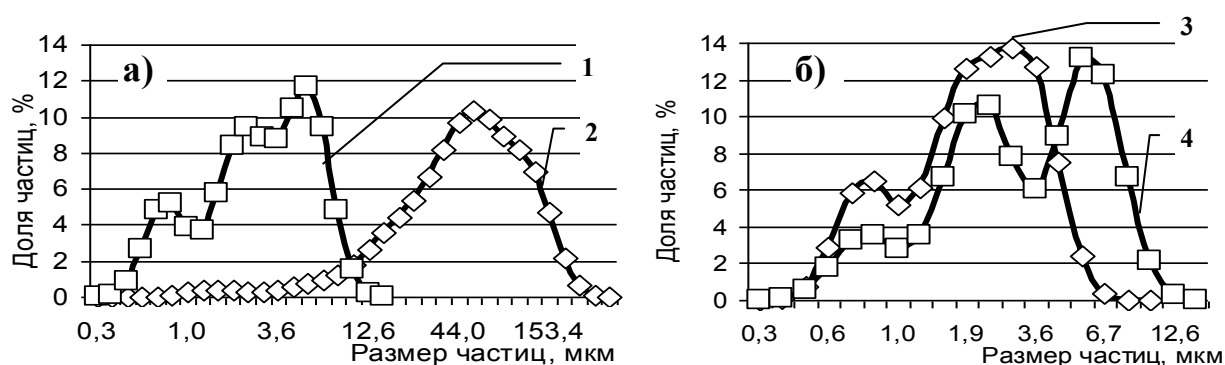 а)
14
12
10
8
6
4
2
0
Доля частиц, %
0,3 1,0 3,6 12,6 44,0 153,4
Размер частиц, мкм
1
2
б)
14
12
10
8
6
4
2
0
Доля частиц, %
0,3 0,6 1,0 1,9 3,6 6,7 12,6
Размер частиц, мкм
3
4